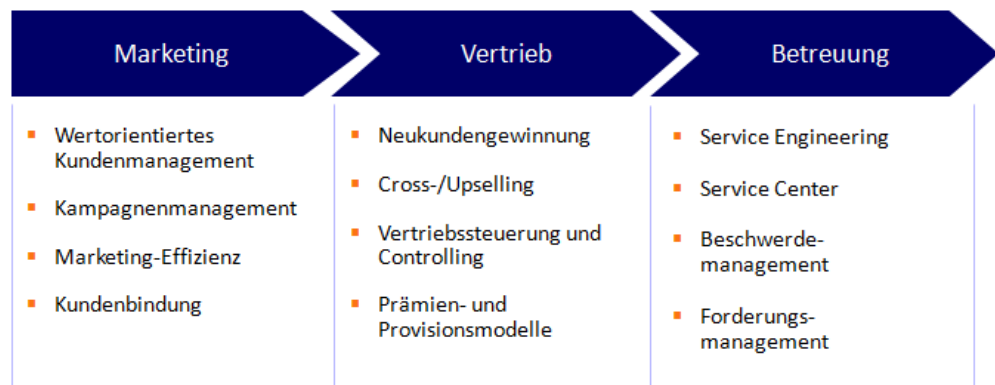 Marketing
Vertrieb
Betreuung
Wertorientiertes
Kundenmanagement
Kampagnenmanagement
Marketing-Effizienz
Kundenbindung
Neukundengewinnung
Cross-/Upselling
Vertriebssteuerung und
Controlling
Prämien- und
Provisionsmodelle
Service Engineering
Service Center
Beschwerde-
management
Forderungs-
management